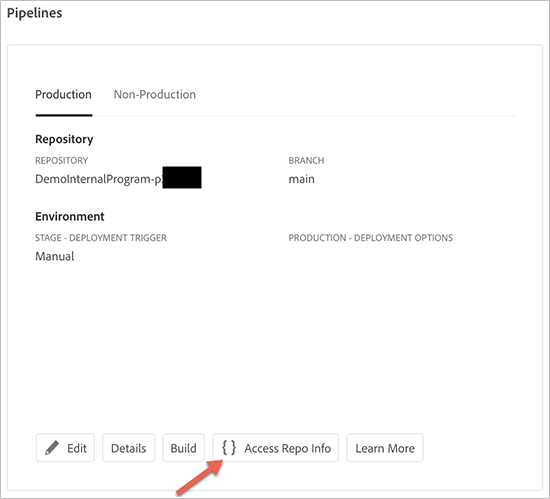 Pipelines
Production Non-Production
Repository
REPOSITORY BRANCH
DemoInternalProgram-p main
Environment
STAGE - DEPLOYMENT TRIGGER PRODUCTION - DEPLOYMENT OPTIONS
Manual
Edit Details Build { } Access Repo Info Learn More